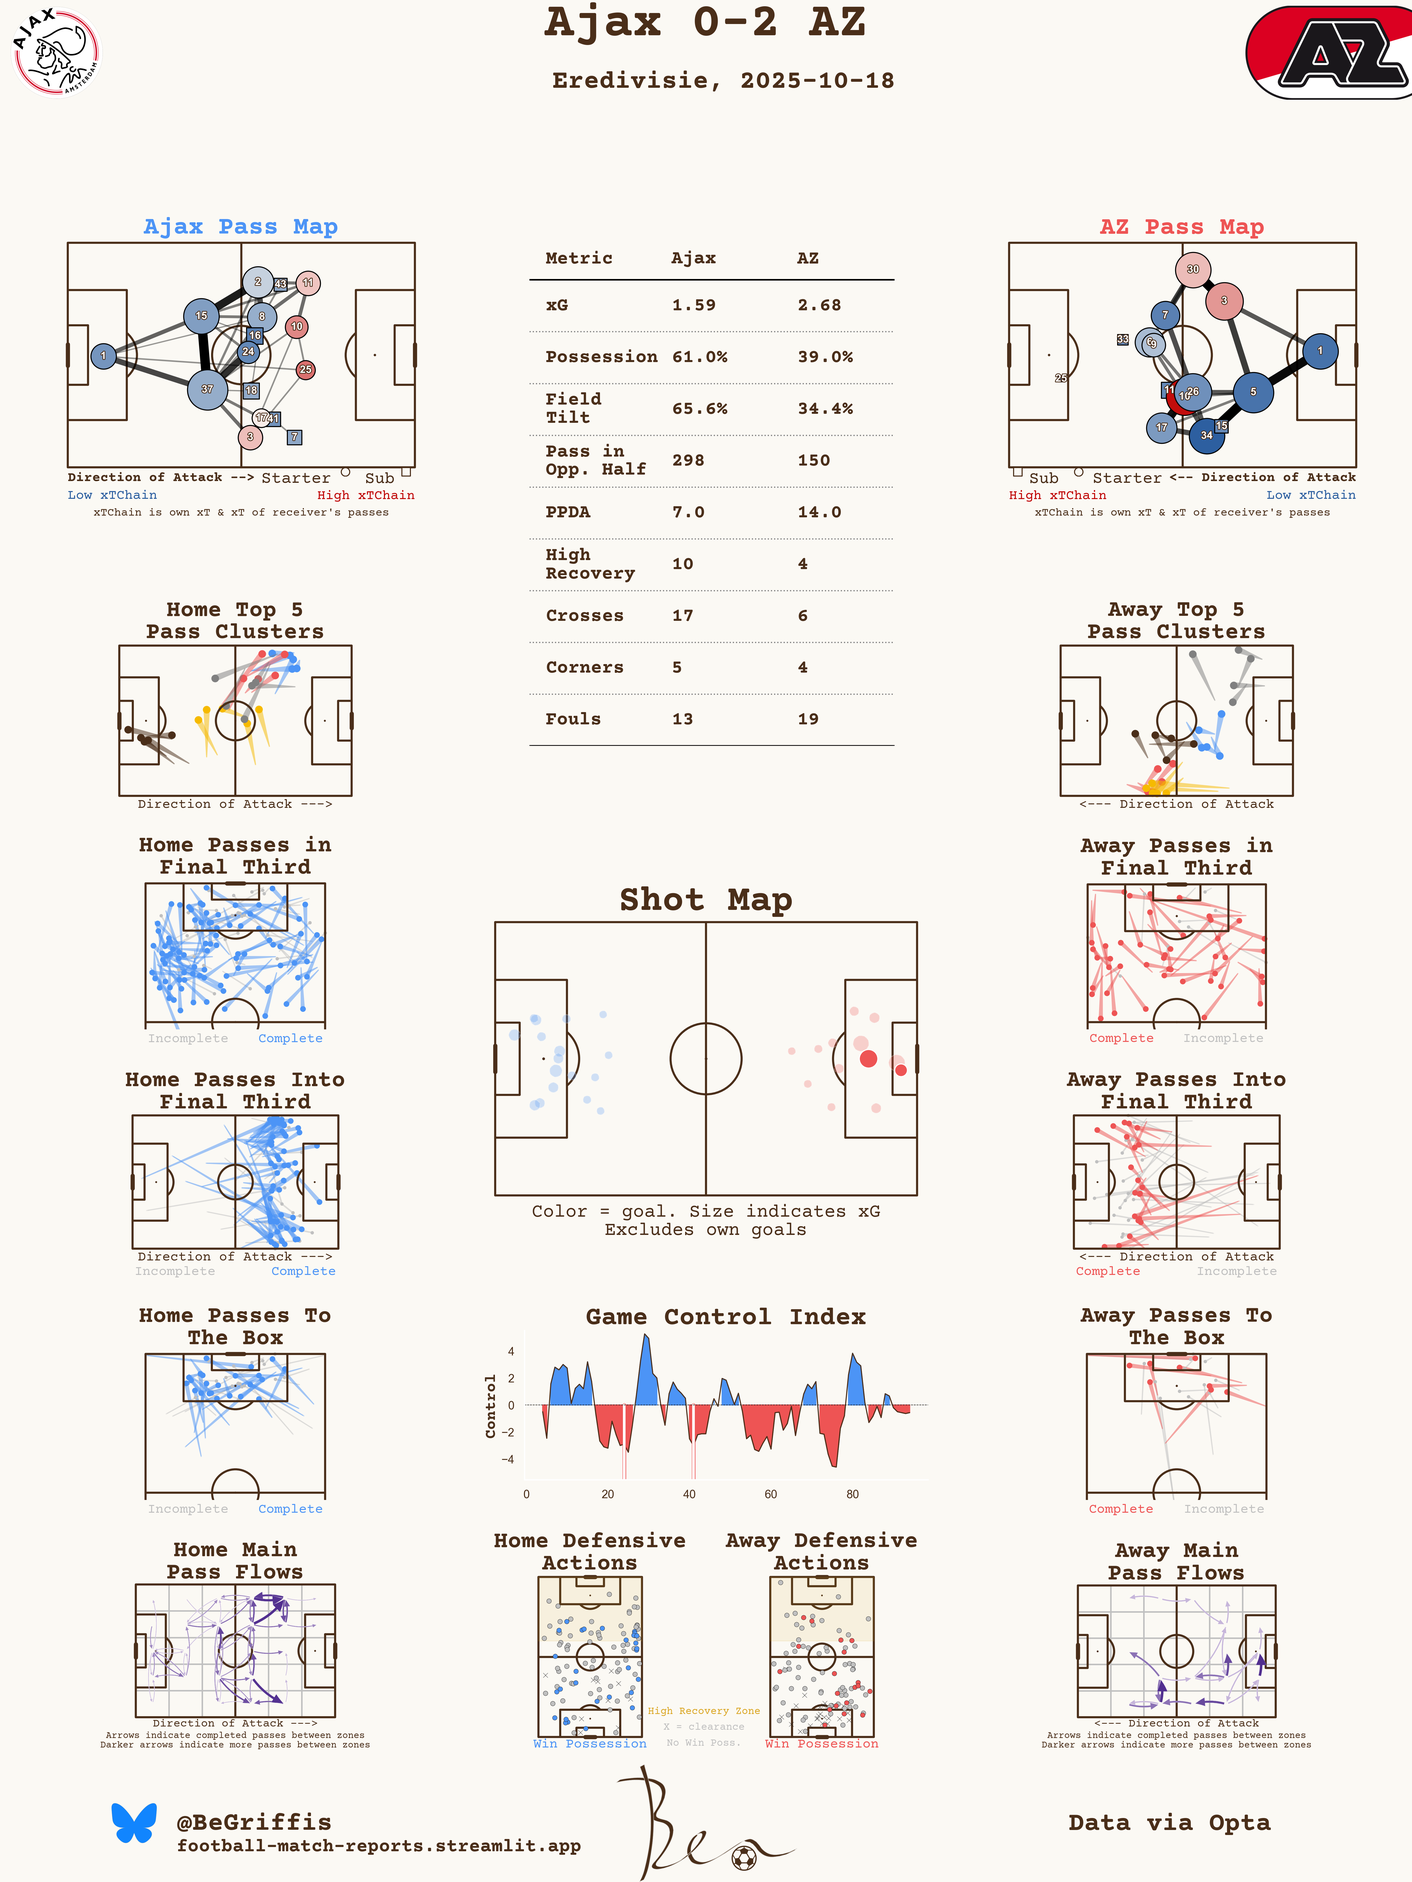 Ajax 0-2 AZ
Eredivisie, 2025-10-18
AJAX
AMSTERDAM
AZ
Ajax Pass Map
1
15
37
2
43
11
8
16
10
24
25
18
17
41
3
7
Direction of Attack -->
Starter
Sub
Low xTChain
High xTChain
xTChain is own xT & xT of receiver's passes
Metric Ajax AZ
xG 1.59 2.68
Possession 61.0% 39.0%
Field
Tilt
65.6% 34.4%
Pass in
Opp. Half
298 150
PPDA 7.0 14.0
High
Recovery
10 4
Crosses 17 6
Corners 5 4
Fouls 13 19
AZ Pass Map
30
3
7
33
9
1
25
11
10
26
5
17
34
15
Sub
Starter
<-- Direction of Attack
High xTChain
Low xTChain
xTChain is own xT & xT of receiver's passes
Home Top 5
Pass Clusters
Direction of Attack --->
Away Top 5
Pass Clusters
<--- Direction of Attack
Home Passes in
Final Third
Incomplete
Complete
Away Passes in
Final Third
Complete
Incomplete
Home Passes Into
Final Third
Direction of Attack --->
Incomplete
Complete
Shot Map
Color = goal. Size indicates xG
Excludes own goals
Away Passes Into
Final Third
<--- Direction of Attack
Complete
Incomplete
Home Passes To
The Box
Incomplete
Complete
Game Control Index
Control
4
2
0
−2
−4
0
20
40
60
80
Away Passes To
The Box
Complete
Incomplete
Home Main
Pass Flows
Direction of Attack --->
Arrows indicate completed passes between zones
Darker arrows indicate more passes between zones
Home Defensive
Actions
Win Possession
High Recovery Zone
X = clearance
No Win Poss.
Away Defensive
Actions
Win Possession
Away Main
Pass Flows
<--- Direction of Attack
Arrows indicate completed passes between zones
Darker arrows indicate more passes between zones
@BeGriffis
football-match-reports.streamlit.app
Ben
Data via Opta